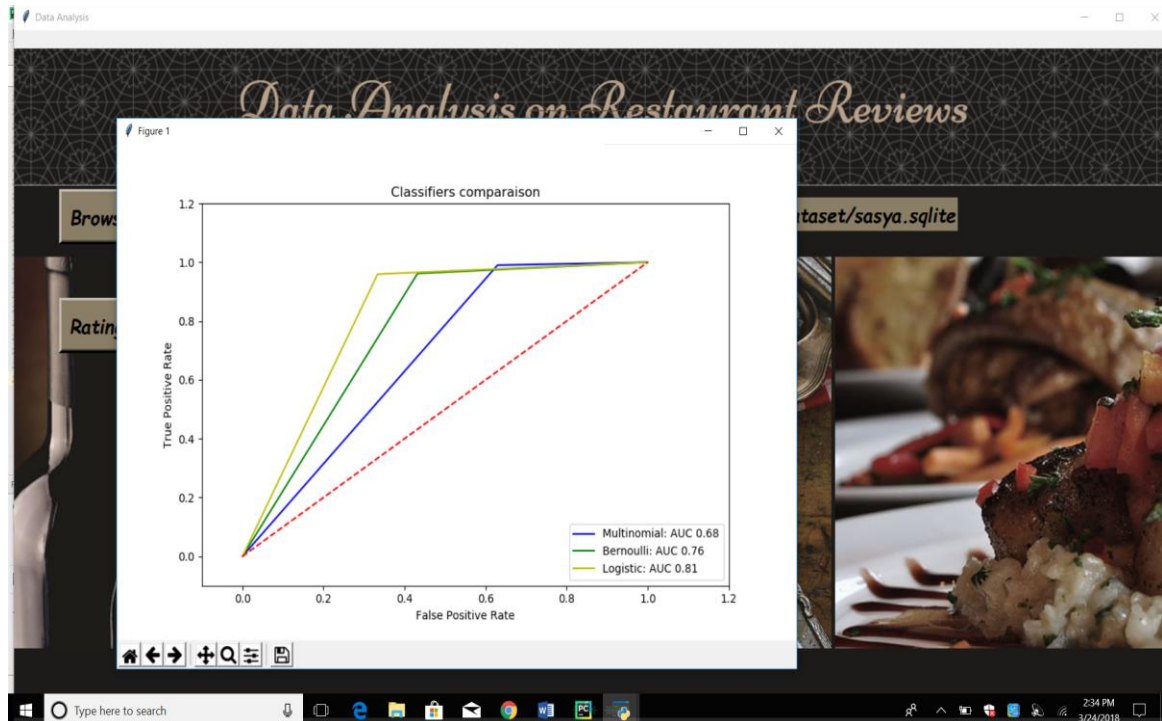 Data Analysis
Data Analysis on Restaurant Reviews
Figure 1
Classifiers comparaison
1.2
1.0
0.8
0.6
0.4
0.2
0.0
True Positive Rate
0.0 0.2 0.4 0.6 0.8 1.0 1.2
False Positive Rate
Multinomial: AUC 0.68
Bernoulli: AUC 0.76
Logistic: AUC 0.81
Brows
taset/sasya.sqlite
Rating
Type here to search
2:34 PM
3/24/2018